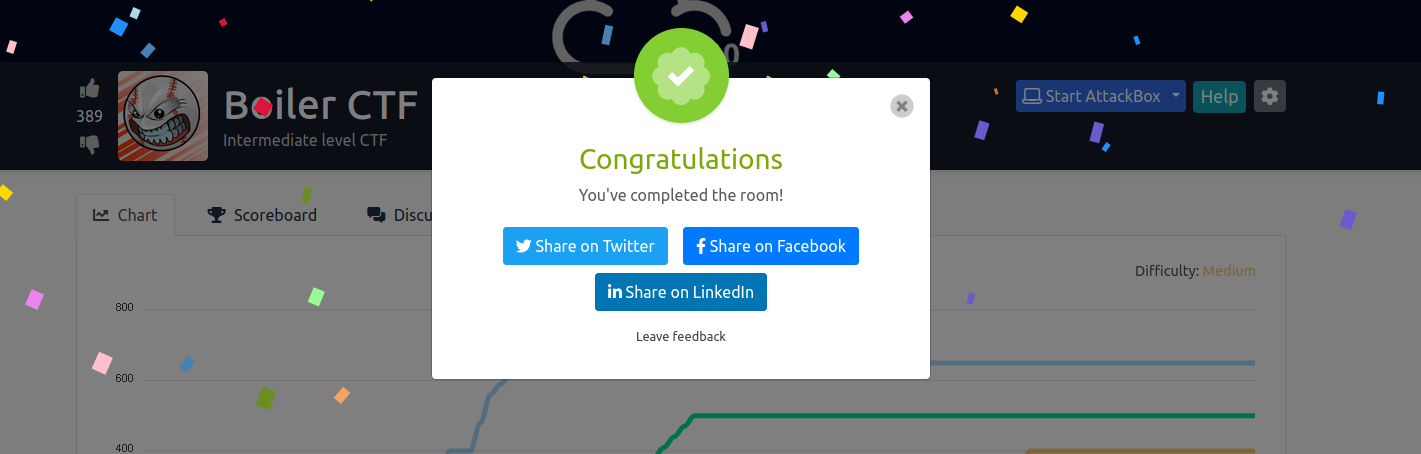 0
389
Boiler CTF
Intermediate level CTF
Start AttackBox
Help
Congratulations
You've completed the room!
Share on Twitter
Share on Facebook
Share on LinkedIn
Leave feedback
Chart
Scoreboard
Discu
Difficulty: Medium
800
600
400